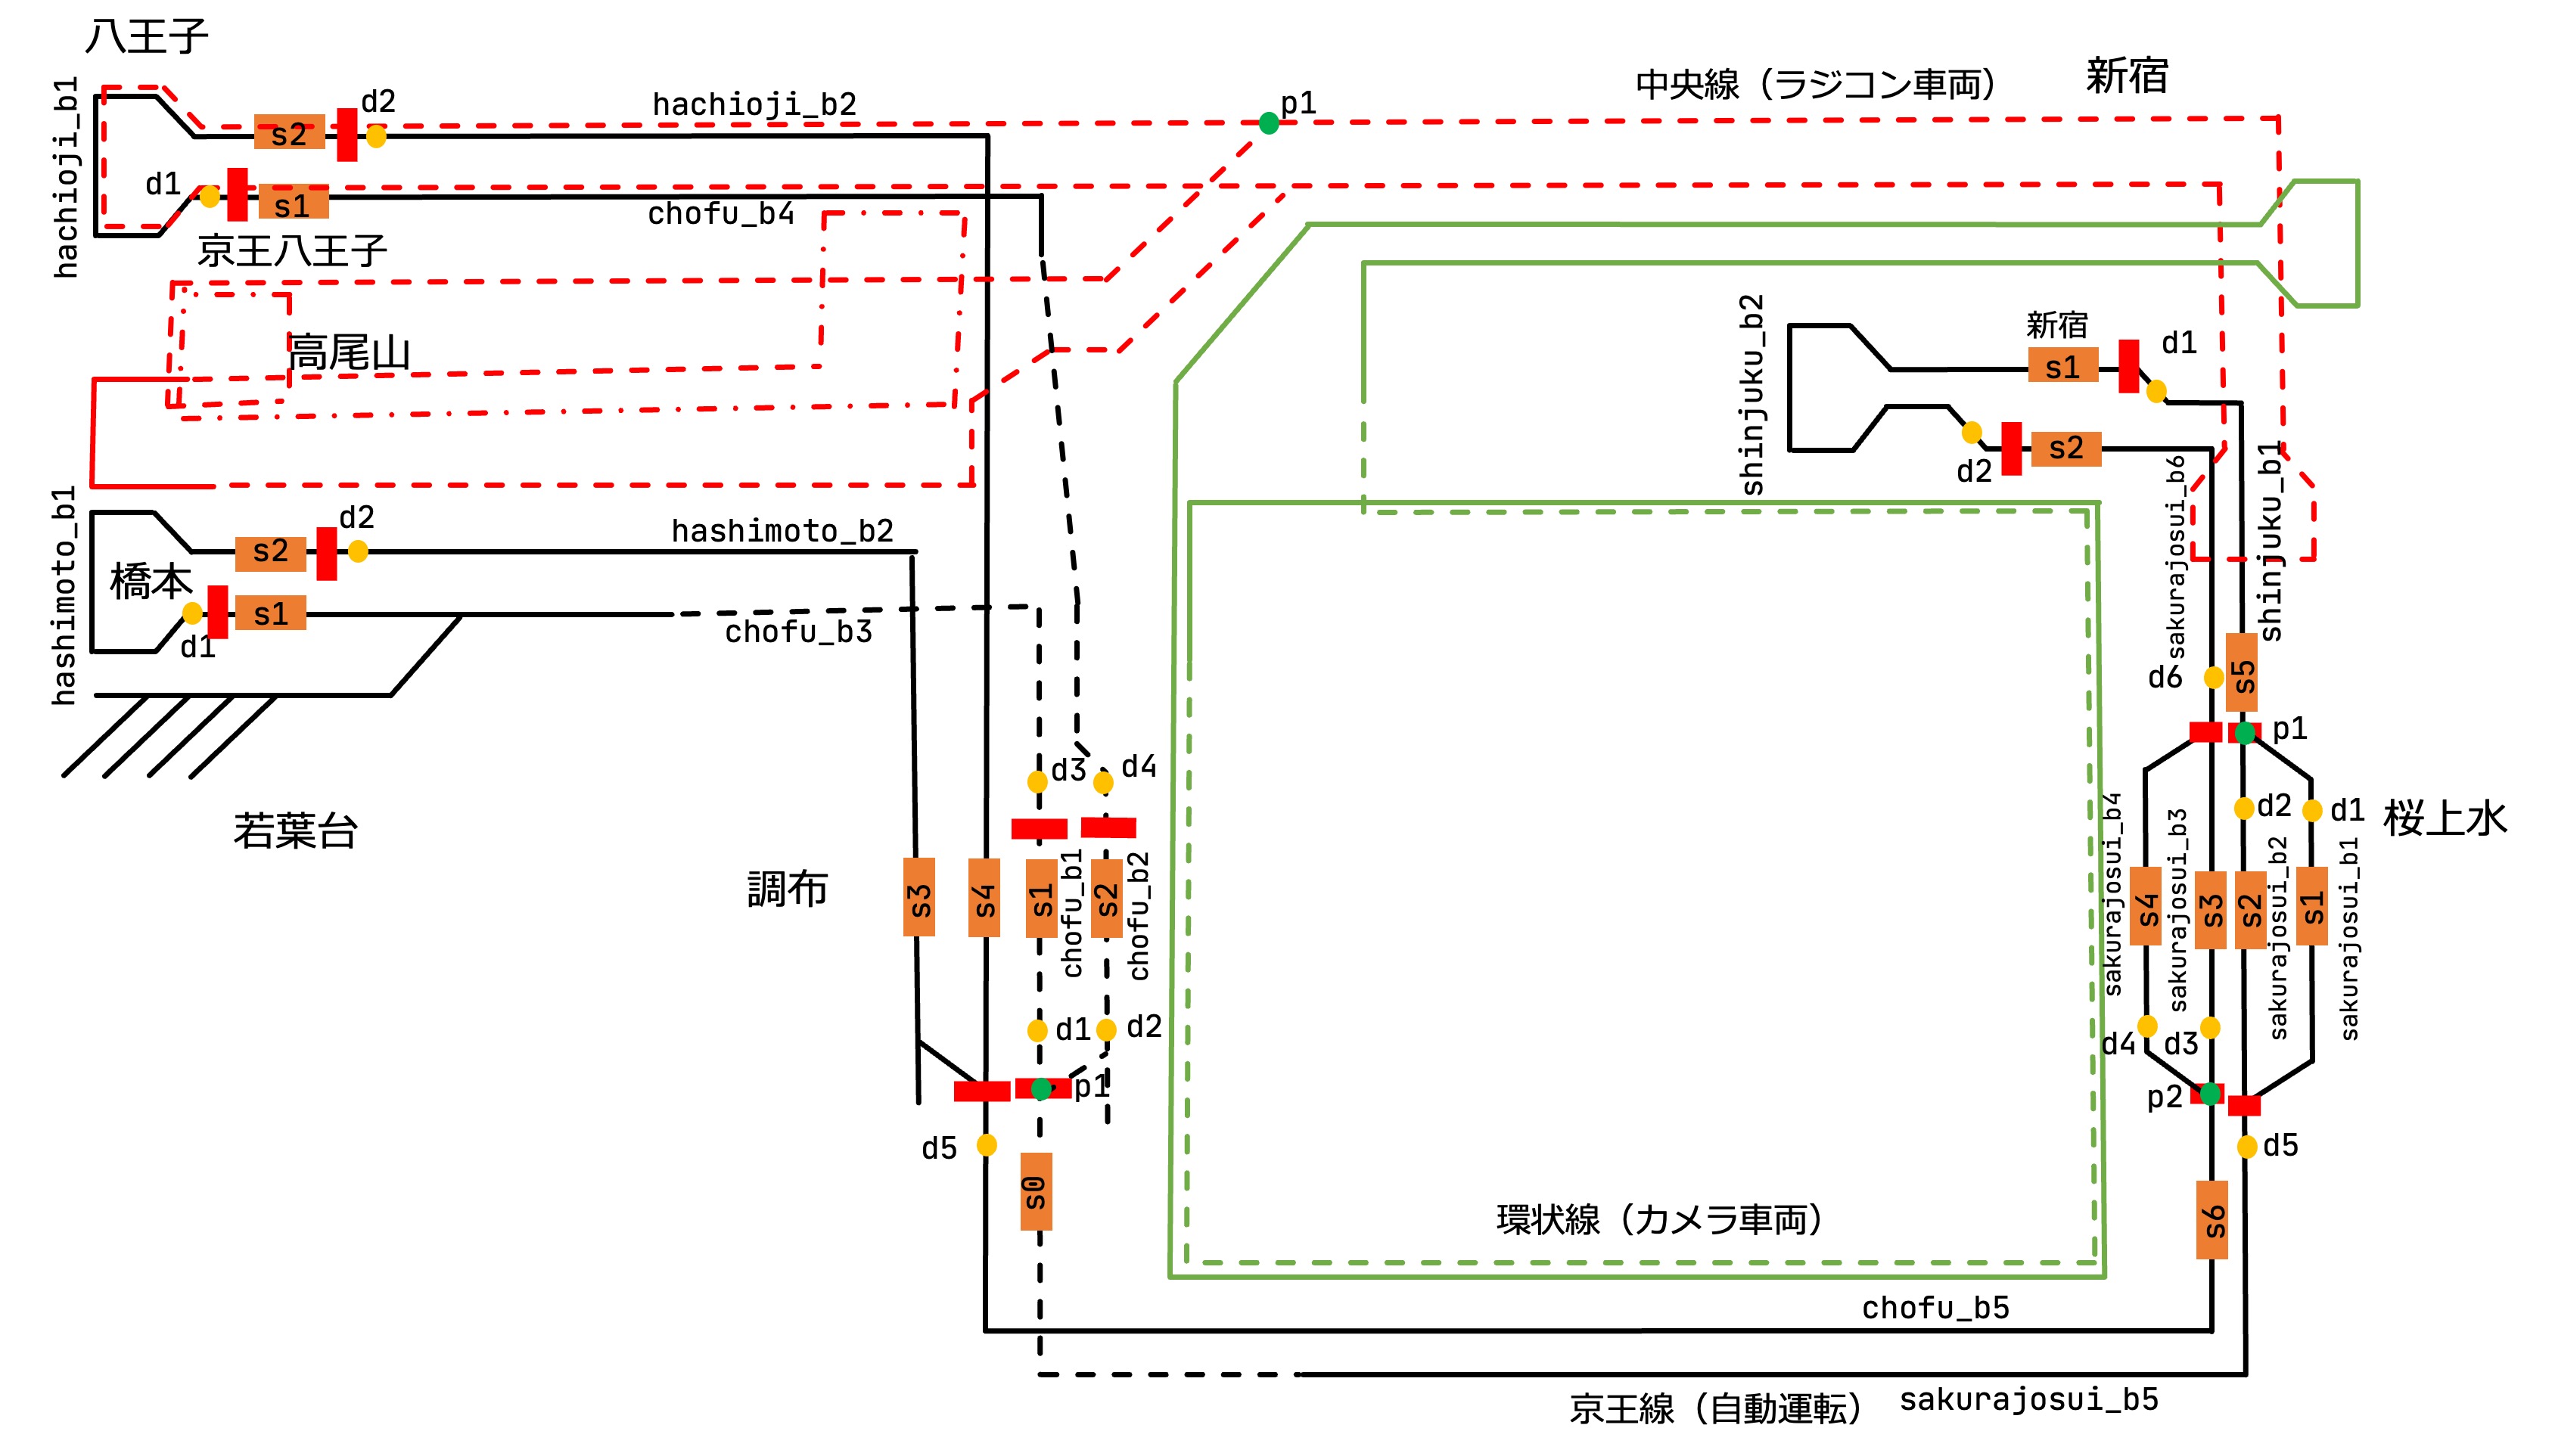 八王子
hachioji_b1
s2
d2
hachioji_b2
p1
中央線（ラジコン車両）
新宿
d1
s1
chofu_b4
京王八王子
高尾山
shinjuku_b2
新宿
s1
d1
s2
d2
sakurajosui_b6
shinjuku_b1
hashimoto_b1
s2
d2
hashimoto_b2
橋本
s1
d1
chofu_b3
若葉台
調布
s3
s4
s1
chofu_b1
s2
chofu_b2
d3
d4
d1
d2
p1
d5
s0
環状線（カメラ車両）
d6
s5
p1
d2
d1
桜上水
sakurajosui_b4
s4
sakurajosui_b3
s3
s2
sakurajosui_b2
s1
sakurajosui_b1
d4
d3
p2
d5
s6
chofu_b5
京王線（自動運転）
sakurajosui_b5